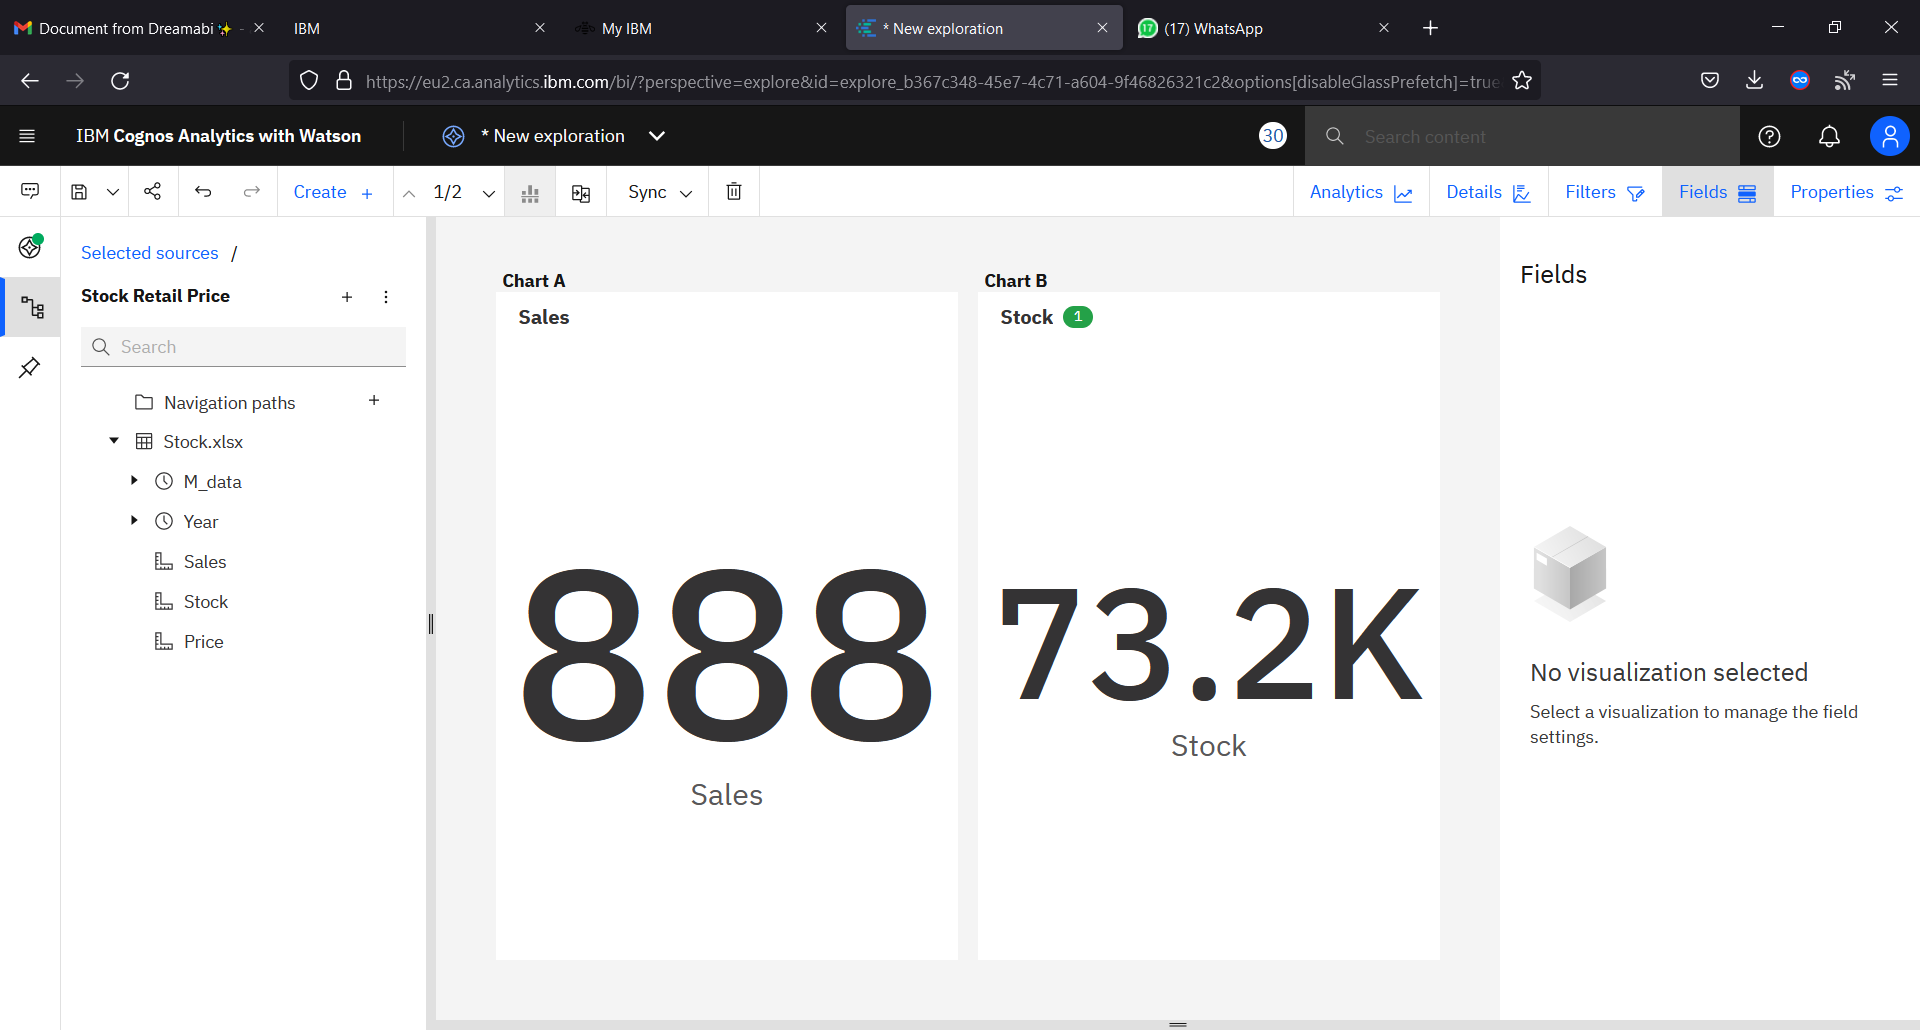 Document from Dreamabi✨ -
IBM
My IBM
* New exploration
17
(17) WhatsApp
https://eu2.ca.analytics.ibm.com/bi/?perspective=explore&id=explore_b367c348-45e7-4c71-a604-9f46826321c2&options[disableGlassPrefetch]=true
IBM Cognos Analytics with Watson
* New exploration
30
Search content
Create +
1/2
Sync
Analytics
Details
Filters
Fields
Properties
Selected sources /
Stock Retail Price
Search
Navigation paths
Stock.xlsx
M_data
Year
Sales
Stock
Price
Chart A
Sales
888
Sales
Chart B
Stock 1
73.2K
Stock
Fields
No visualization selected
Select a visualization to manage the field
settings.